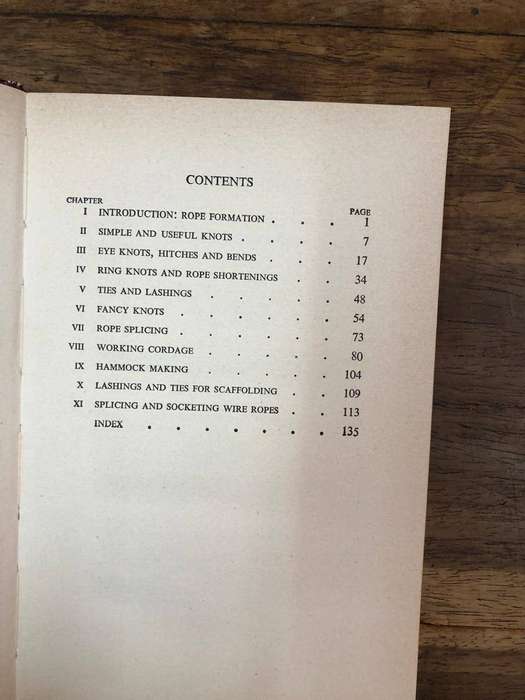 CONTENTS
CHAPTER PAGE
I INTRODUCTION: ROPE FORMATION . . . 1
II SIMPLE AND USEFUL KNOTS . . . . 7
III EYE KNOTS, HITCHES AND BENDS . . . 17
IV RING KNOTS AND ROPE SHORTENINGS . . 34
V TIES AND LASHINGS . . . . . 48
VI FANCY KNOTS . . . . . 54
VII ROPE SPLICING . . . . . 73
VIII WORKING CORDAGE . . . . 80
IX HAMMOCK MAKING . . . . 104
X LASHINGS AND TIES FOR SCAFFOLDING . . 109
XI SPLICING AND SOCKETING WIRE ROPES . . 113
INDEX . . . . . . . 135